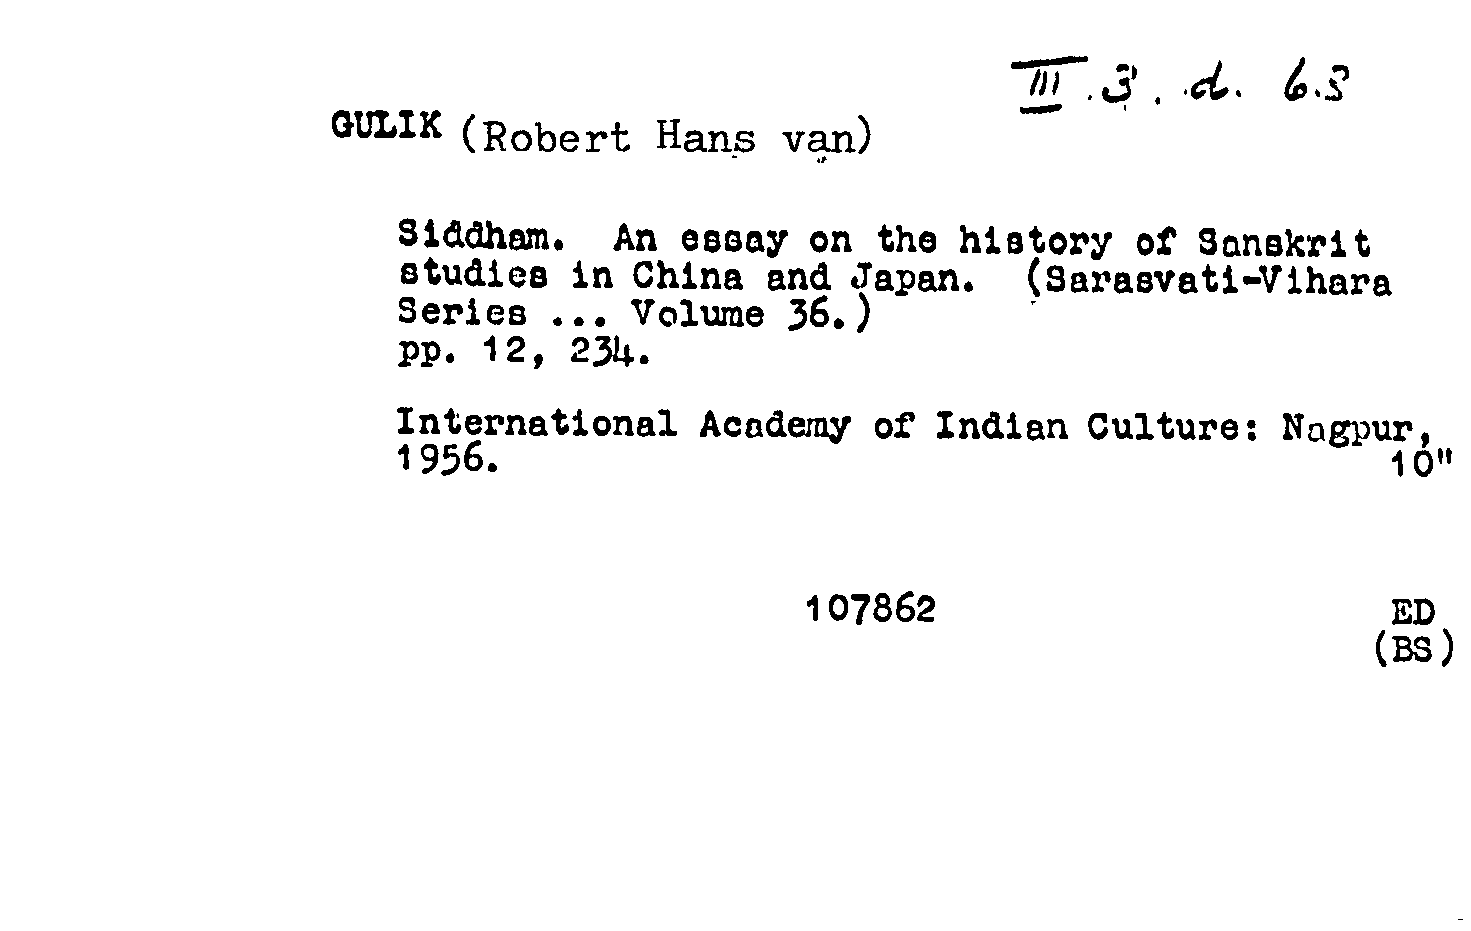 III.3.d. 6.S
GULIK (Robert Hans van)
Siddham. An essay on the history of Sanskrit
studies in China and Japan. (Sarasvati-Vihara
Series ... Volume 36.)
pp. 12, 234.
International Academy of Indian Culture: Nagpur,
1956. 10"
107862 ED
(BS)